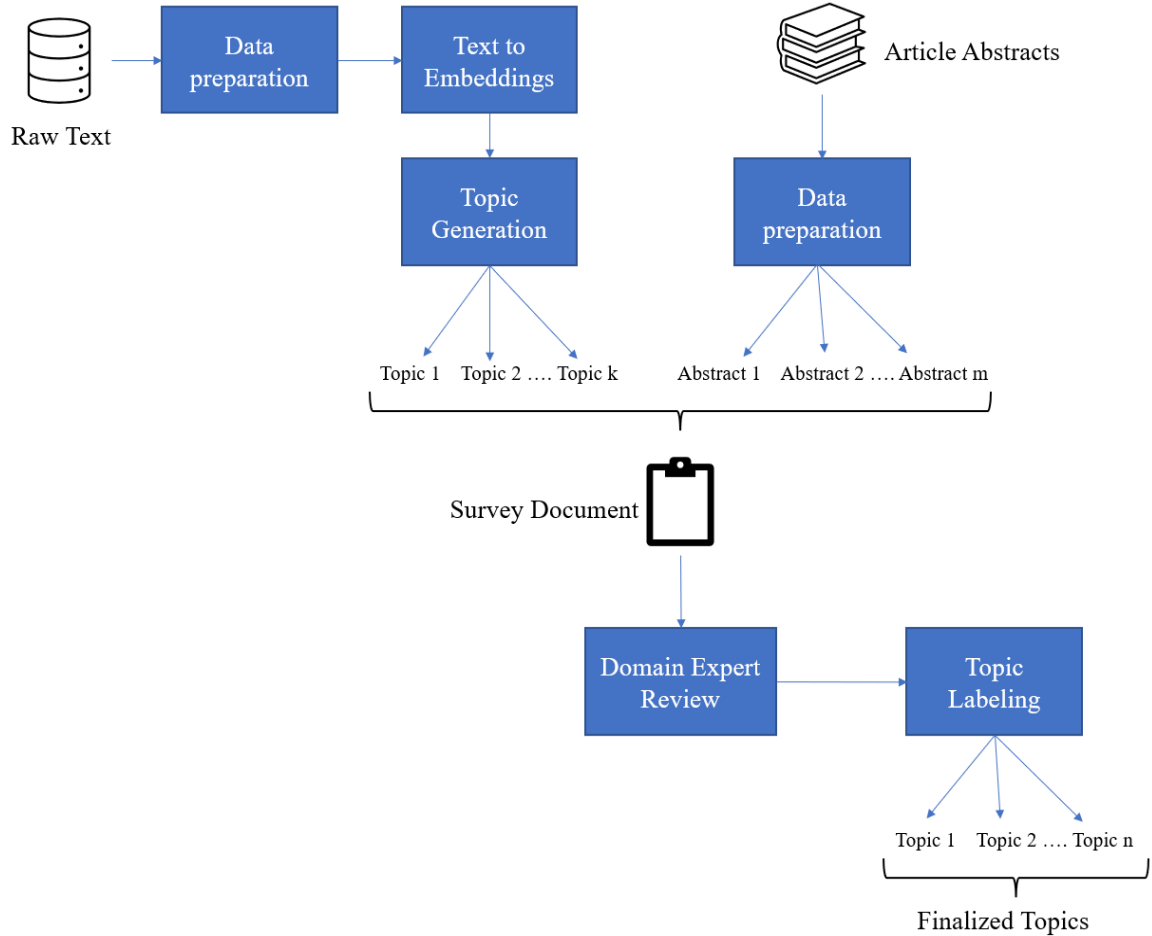 Raw Text
Data
preparation
Text to
Embeddings
Article Abstracts
Topic
Generation
Data
preparation
Topic 1 Topic 2 .... Topic k
Abstract 1 Abstract 2 .... Abstract m
Survey Document
Domain Expert
Review
Topic
Labeling
Topic 1 Topic 2 .... Topic n
Finalized Topics